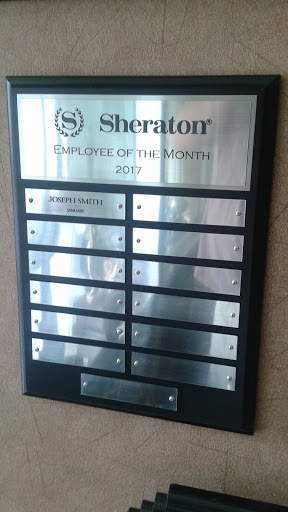 S
Sheraton®
EMPLOYEE OF THE MONTH
2017
JOSEPH SMITH